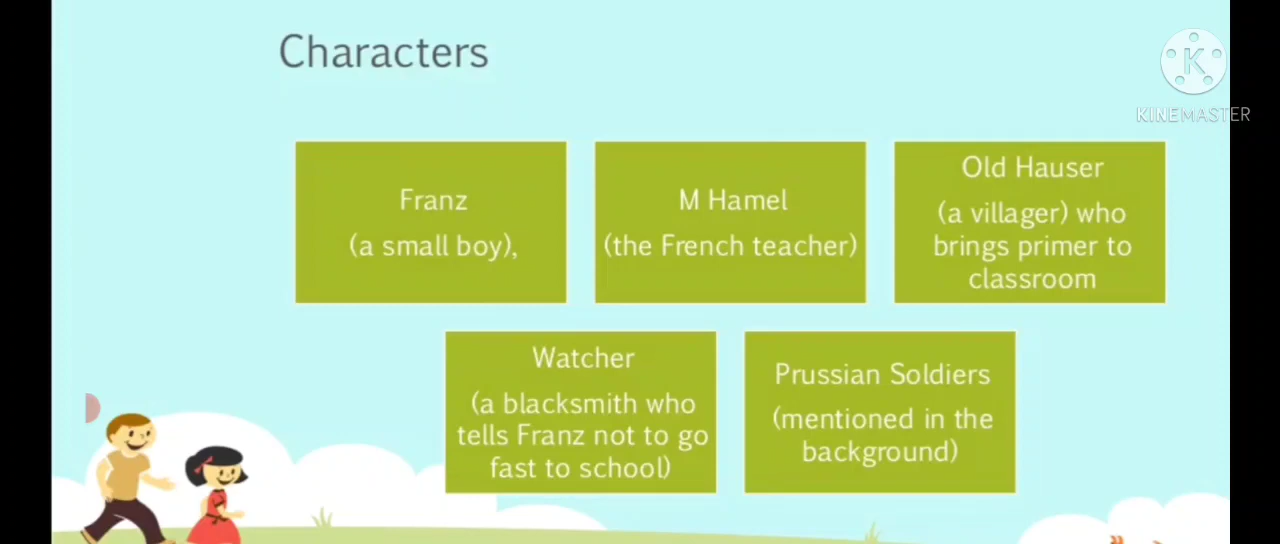 Characters
K
KINEMASTER
Franz
(a small boy),
M Hamel
(the French teacher)
Old Hauser
(a villager) who
brings primer to
classroom
Watcher
(a blacksmith who
tells Franz not to go
fast to school)
Prussian Soldiers
(mentioned in the
background)